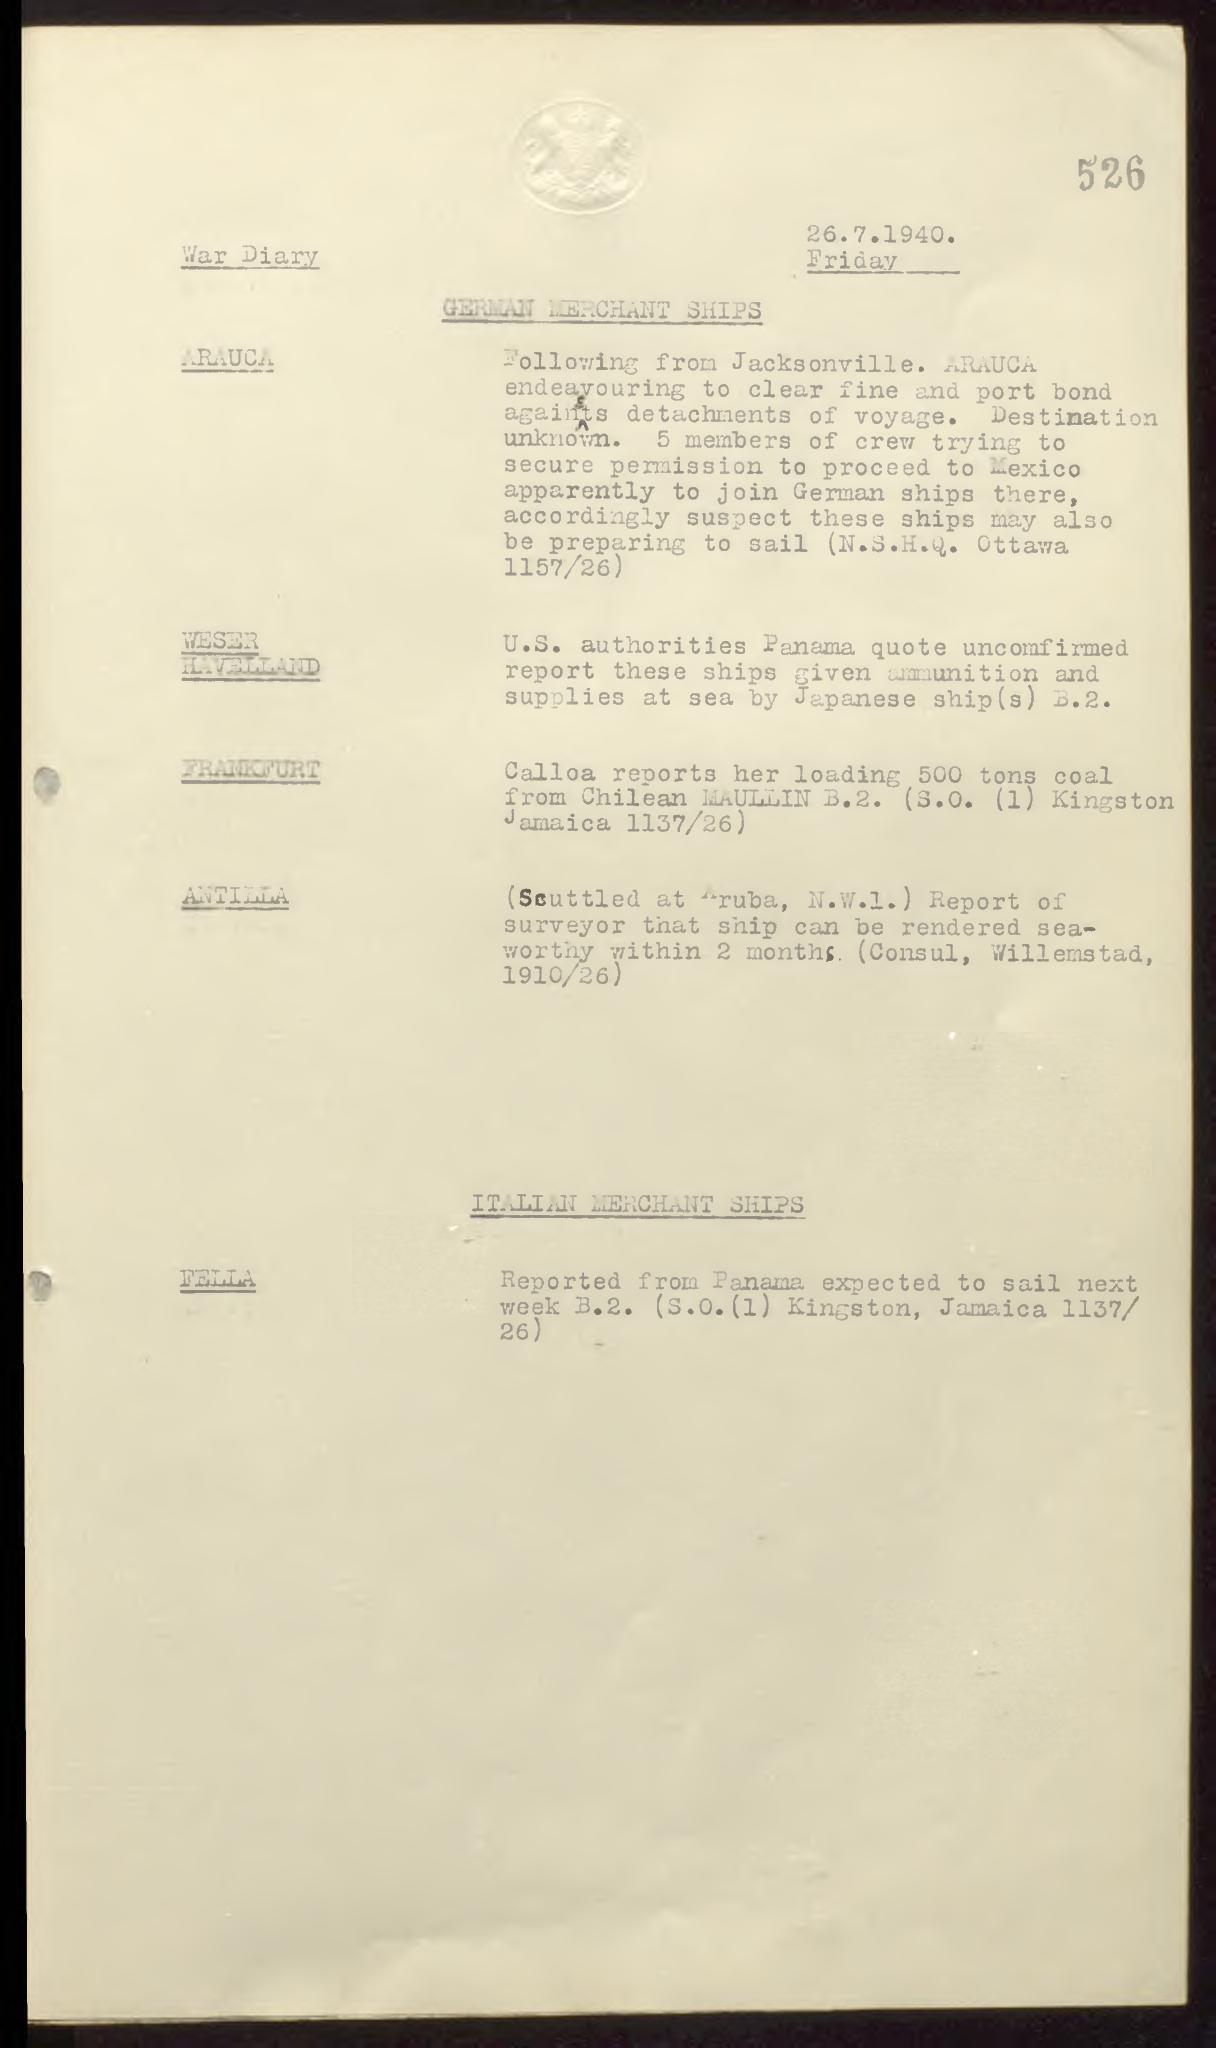 526
26.7.1940.
War Diary
Friday
GERMAN MERCHANT SHIPS
ARAUCA
Following from Jacksonville. ARAUCA
endeavouring to clear fine and port bond
againsts detachments of voyage. Destination
unknown. 5 members of crew trying to
secure permission to proceed to Mexico
apparently to join German ships there,
accordingly suspect these ships may also
be preparing to sail (N.S.H.Q. Ottawa
1157/26)
WESER
HAVELLAND
U.S. authorities Panama quote uncomfirmed
report these ships given ammunition and
supplies at sea by Japanese ship(s) B.2.
FRANKFURT
Calloa reports her loading 500 tons coal
from Chilean MAULLIN B.2. (S.O. (1) Kingston
Jamaica 1137/26)
ANTILLA
(Scuttled at Aruba, N.W.1.) Report of
surveyor that ship can be rendered sea-
worthy within 2 months. (Consul, Willemstad,
1910/26)
ITALIAN MERCHANT SHIPS
FELLA
Reported from Panama expected to sail next
week B.2. (S.O.(1) Kingston, Jamaica 1137/
26)